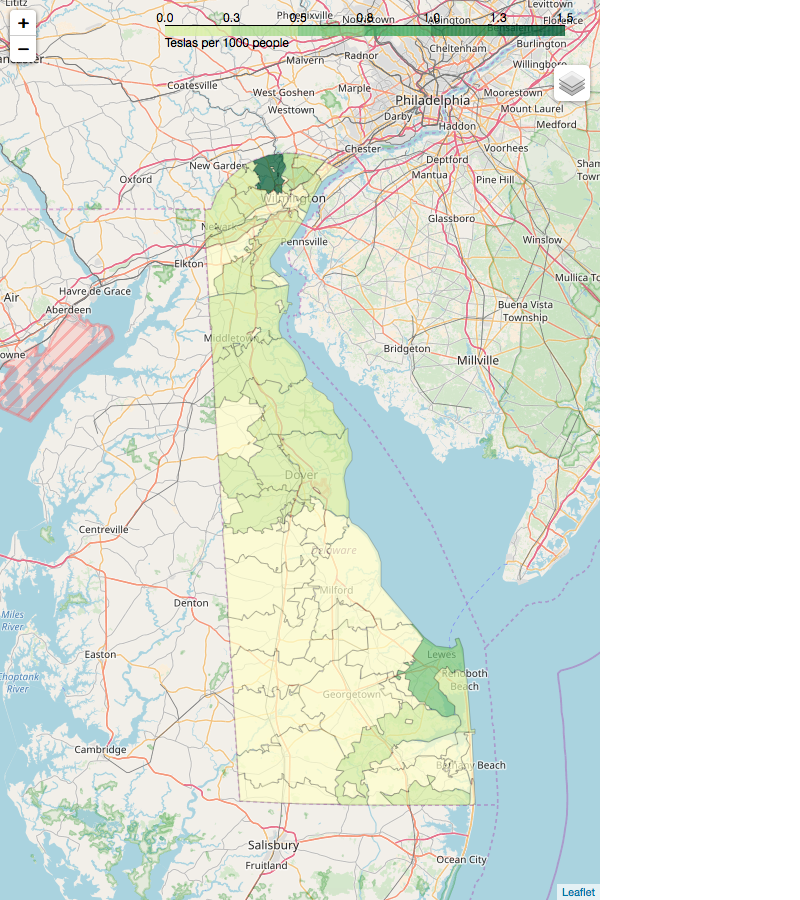 Lititz
Levittown
0.0 0.3 0.5 0.8 1.0 1.3 1.5
Phoenixville
Abington
Florence
+
Burlington
Teslas per 1000 people
Cheltenham
−
Radnor
Malvern
Willingboro
Coatesville
Marple
West Goshen
Moorestown
Philadelphia
Mount Laurel
Westtown
Darby
Medford
Haddon
Chester
Voorhees
Deptford
New Garden
Sham
Mantua
Pine Hill
Town
Oxford
Wilmington
Glassboro
Newark
Winslow
Pennsville
Elkton
Mullica To
Havre de Grace
Air
Aberdeen
Buena Vista
Township
Middletown
Bridgeton
owne
Millville
Dover
Centreville
Delaware
Milford
Denton
Miles
River
Easton
Lewes
Choptank
River
Rehoboth
Beach
Georgetown
Cambridge
Bethany Beach
Salisbury
Fruitland
Ocean City
Leaflet